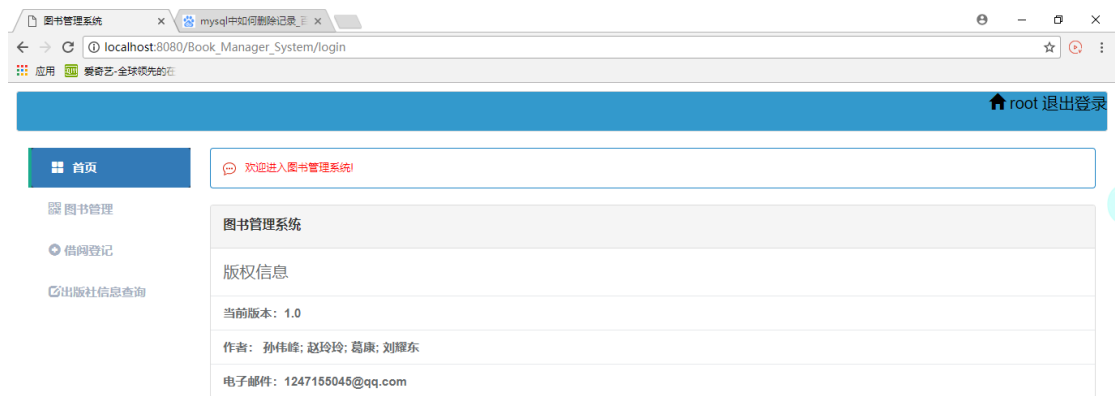 图书管理系统
mysql中如何删除记录_百
localhost:8080/Book_Manager_System/login
应用 爱奇艺-全球领先的在
root 退出登录
首页
图书管理
借阅登记
出版社信息查询
欢迎进入图书管理系统!
图书管理系统
版权信息
当前版本：1.0
作者： 孙伟峰; 赵玲玲; 葛康; 刘耀东
电子邮件：1247155045@qq.com